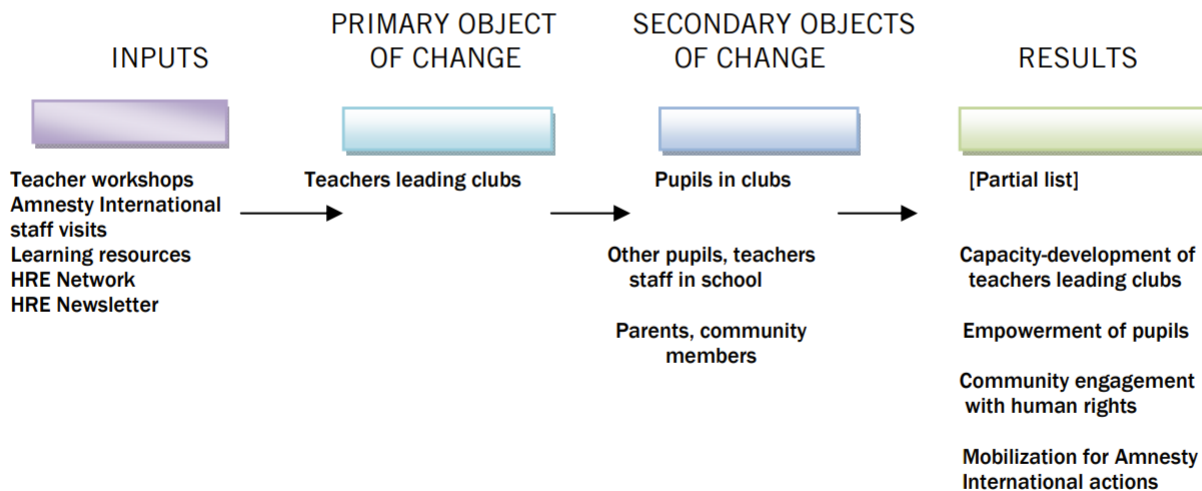 INPUTS
PRIMARY OBJECT
OF CHANGE
SECONDARY OBJECTS
OF CHANGE
RESULTS
Teacher workshops
Amnesty International
staff visits
Learning resources
HRE Network
HRE Newsletter
Teachers leading clubs
Pupils in clubs
Other pupils, teachers
staff in school
Parents, community
members
[Partial list]
Capacity-development of
teachers leading clubs
Empowerment of pupils
Community engagement
with human rights
Mobilization for Amnesty
International actions